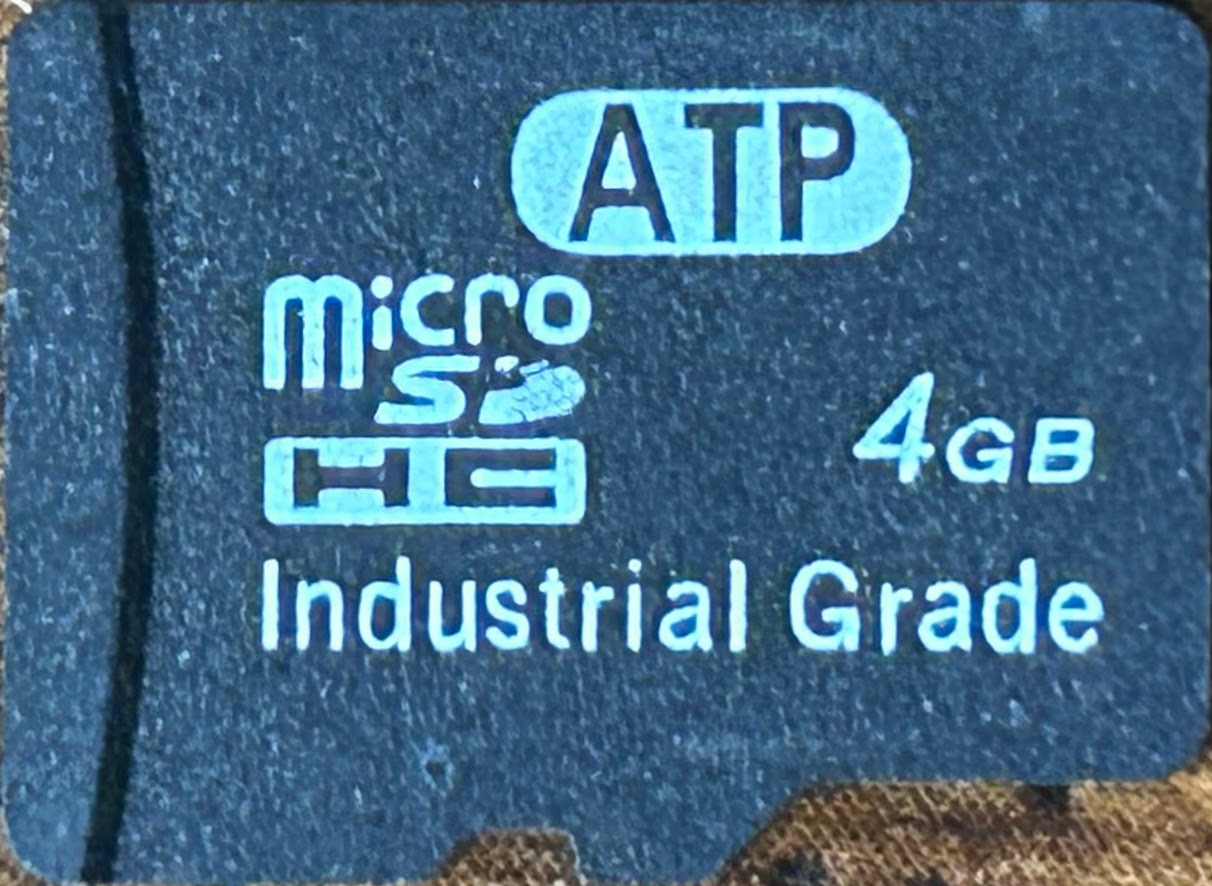 ATP
micro
SD
HC
4GB
Industrial Grade